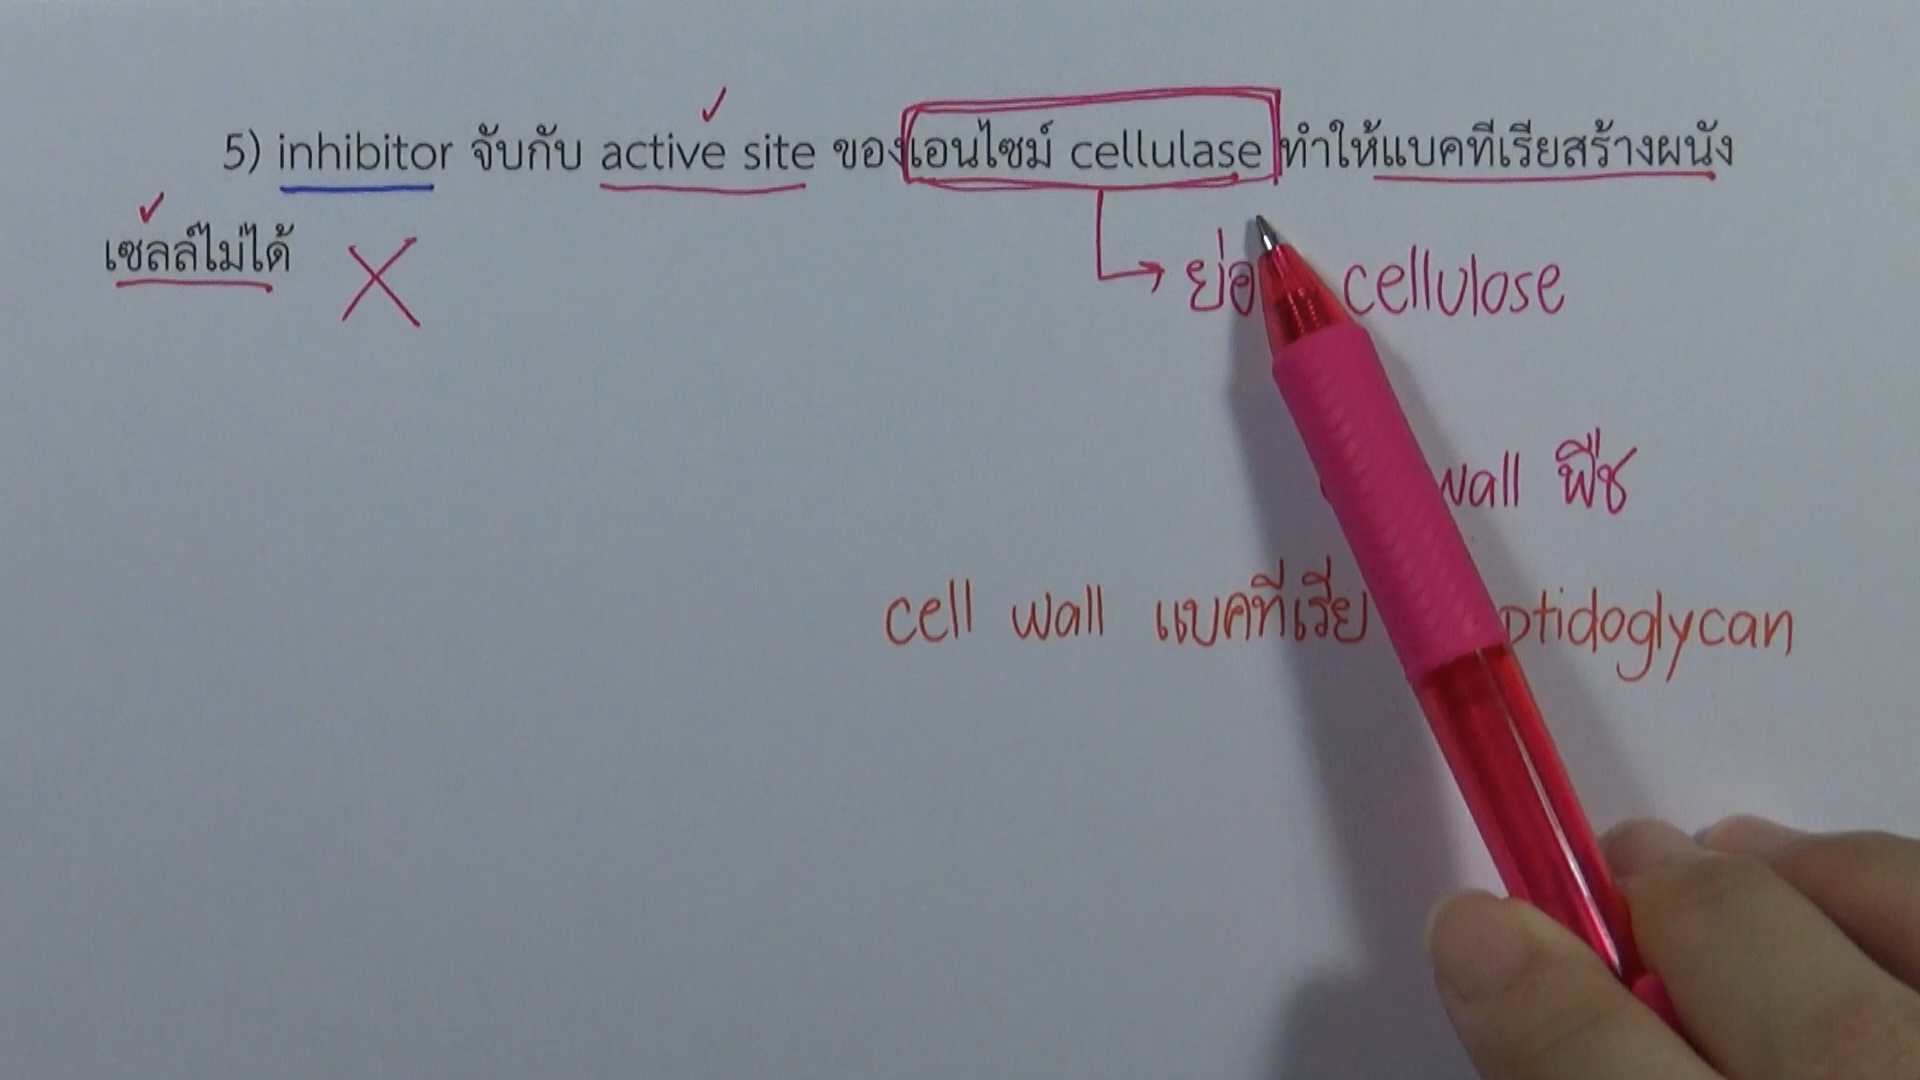 5) inhibitor จับกับ active site ของเอนไซม์ cellulase ทำให้แบคทีเรียสร้างผนัง
เซลล์ไม่ได้
cellulose
wall พืช
cell wall แบคทีเรีย